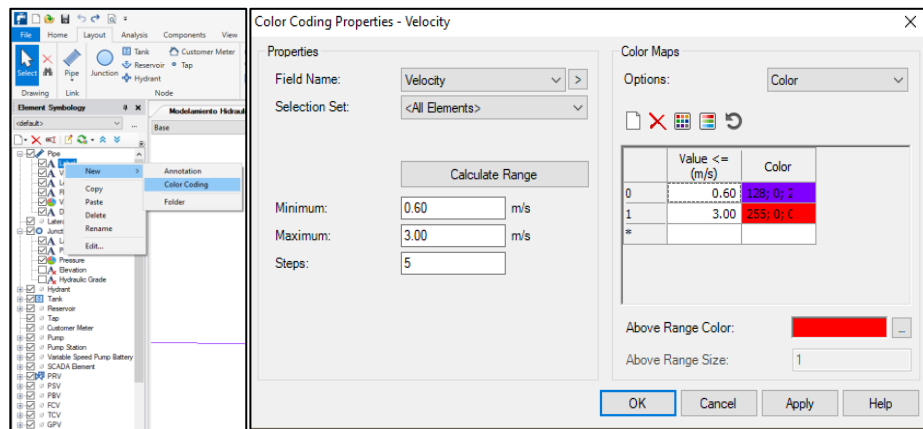 File Home Layout Analysis Components View
Select
Pipe
Junction
Tank
Customer Meter
Reservoir Tap
Hydrant
Drawing Link Node
Element Symbology
Modelamiento Hidraul
<default>
Base
Pipe
New
Copy
Paste
Delete
Rename
Edit...
Annotation
Color Coding
Folder
Pressure
Elevation
Hydraulic Grade
Hydrant
Tank
Reservoir
Tap
Customer Meter
Pump
Pump Station
Variable Speed Pump Battery
SCADA Element
PRV
PSV
PBV
FCV
TCV
GPV
Color Coding Properties - Velocity
Properties
Field Name: Velocity >
Selection Set: <All Elements>
Calculate Range
Minimum: 0.60 m/s
Maximum: 3.00 m/s
Steps: 5
Color Maps
Options: Color
Value <=
(m/s) Color
0 0.60 128; 0; 2
1 3.00 255; 0; 0
*
Above Range Color: ...
Above Range Size: 1
OK Cancel Apply Help